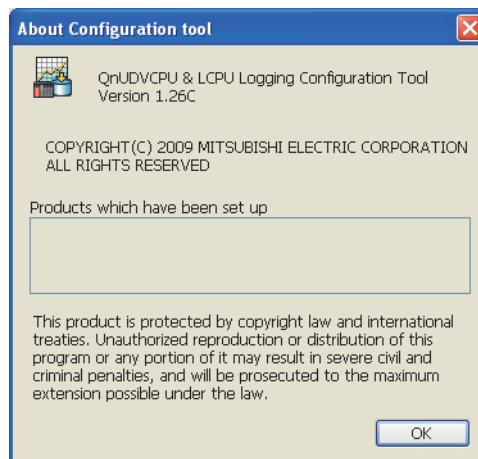 About Configuration tool
QnUDVCPU & LCPU Logging Configuration Tool
Version 1.26C
COPYRIGHT(C) 2009 MITSUBISHI ELECTRIC CORPORATION
ALL RIGHTS RESERVED
Products which have been set up
This product is protected by copyright law and international
treaties. Unauthorized reproduction or distribution of this
program or any portion of it may result in severe civil and
criminal penalties, and will be prosecuted to the maximum
extension possible under the law.
OK